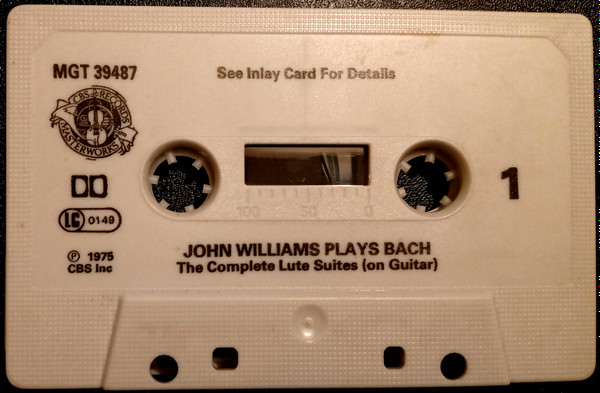 MGT 39487
See Inlay Card For Details
CBS RECORDS
MASTERWORKS
1
LC 0149
100 50 0
℗ 1975
CBS Inc
JOHN WILLIAMS PLAYS BACH
The Complete Lute Suites (on Guitar)